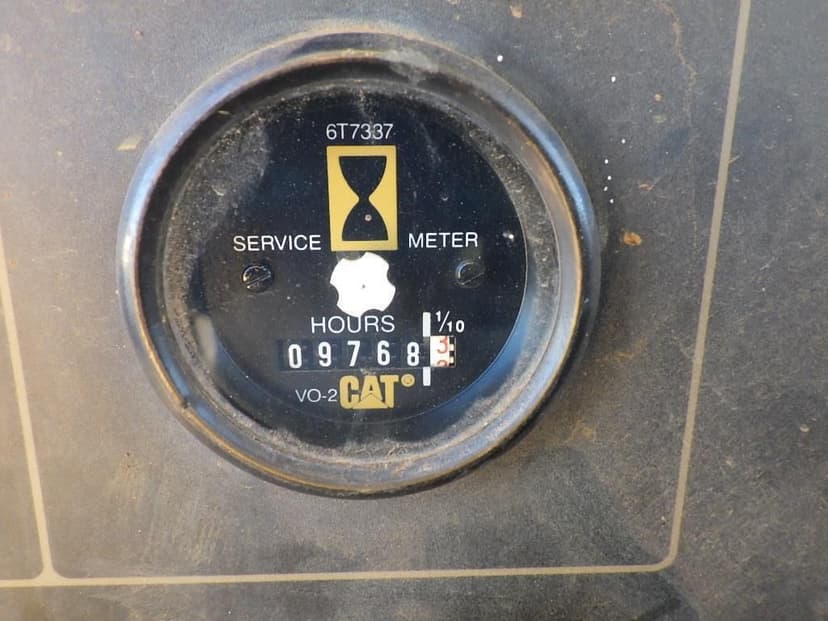 6T7337
SERVICE METER
HOURS 1/10
09768
VO-2 CAT®